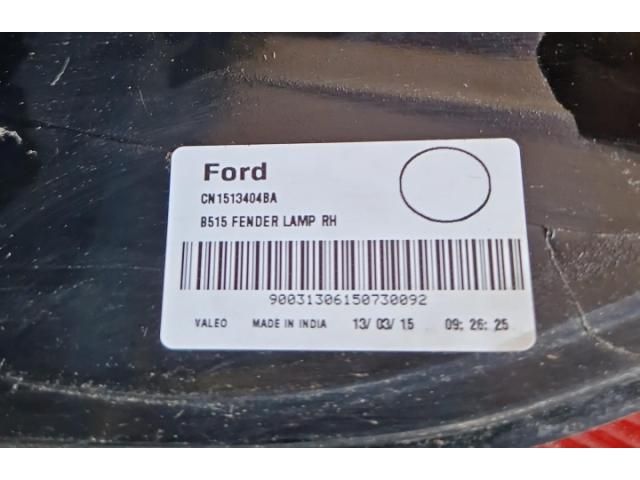 Ford
CN1513404BA
B515 FENDER LAMP RH
90031306150730092
VALEO MADE IN INDIA 13/ 03/ 15 09: 26: 25